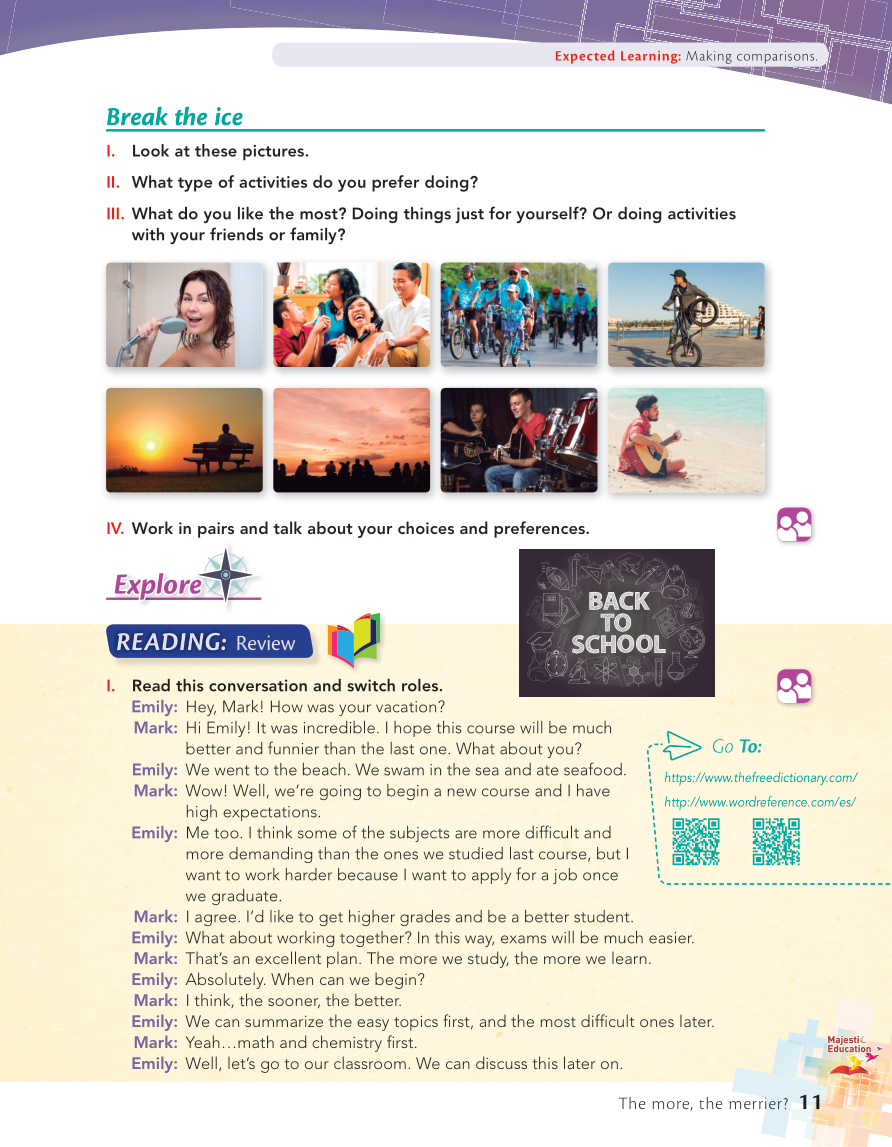 Expected Learning: Making comparisons.
Break the ice
I. Look at these pictures.
II. What type of activities do you prefer doing?
III. What do you like the most? Doing things just for yourself? Or doing activities
with your friends or family?
IV. Work in pairs and talk about your choices and preferences.
Explore
BACK
TO
SCHOOL
READING: Review
I. Read this conversation and switch roles.
Emily: Hey, Mark! How was your vacation?
Mark: Hi Emily! It was incredible. I hope this course will be much
better and funnier than the last one. What about you?
Emily: We went to the beach. We swam in the sea and ate seafood.
Mark: Wow! Well, we’re going to begin a new course and I have
high expectations.
Emily: Me too. I think some of the subjects are more difficult and
more demanding than the ones we studied last course, but I
want to work harder because I want to apply for a job once
we graduate.
Mark: I agree. I’d like to get higher grades and be a better student.
Emily: What about working together? In this way, exams will be much easier.
Mark: That’s an excellent plan. The more we study, the more we learn.
Emily: Absolutely. When can we begin?
Mark: I think, the sooner, the better.
Emily: We can summarize the easy topics first, and the most difficult ones later.
Mark: Yeah…math and chemistry first.
Emily: Well, let’s go to our classroom. We can discuss this later on.
Go To:
https://www.thefreedictionary.com/
http://www.wordreference.com/es/
Majestic
Education
The more, the merrier? 11